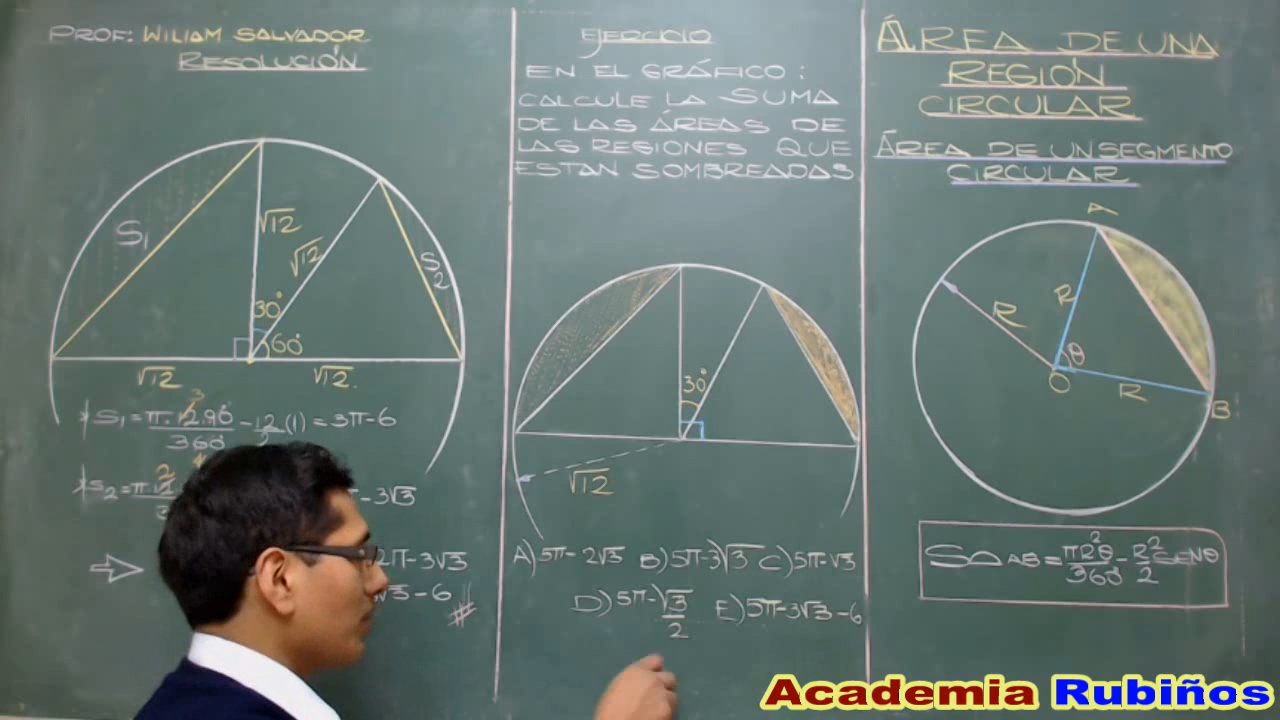 PROF: WILIAM SALVADOR
RESOLUCIÓN
S1
√12
√12
S2
30°
60°
√12
√12.
3
* S1 = π.12.90° - 12 (1) = 3π-6
360° 2
2
* S2 = π.12
- 3√3
⇒
2π-3√3
√3 - 6
EJERCICIO
EN EL GRÁFICO:
CALCULE LA SUMA
DE LAS ÁREAS DE
LAS REGIONES QUE
ESTAN SOMBREADAS
30°
√12
A) 5π-2√3 B) 5π-3√3 C) 5π-√3
D) 5π-√3/2 E) 5π-3√3-6
ÁREA DE UNA
REGIÓN
CIRCULAR
ÁREA DE UN SEGMENTO
CIRCULAR
A
R
R
θ
O
R
B
S⌓AB = πR²θ/360° - R²/2 SENθ
Academia Rubiños